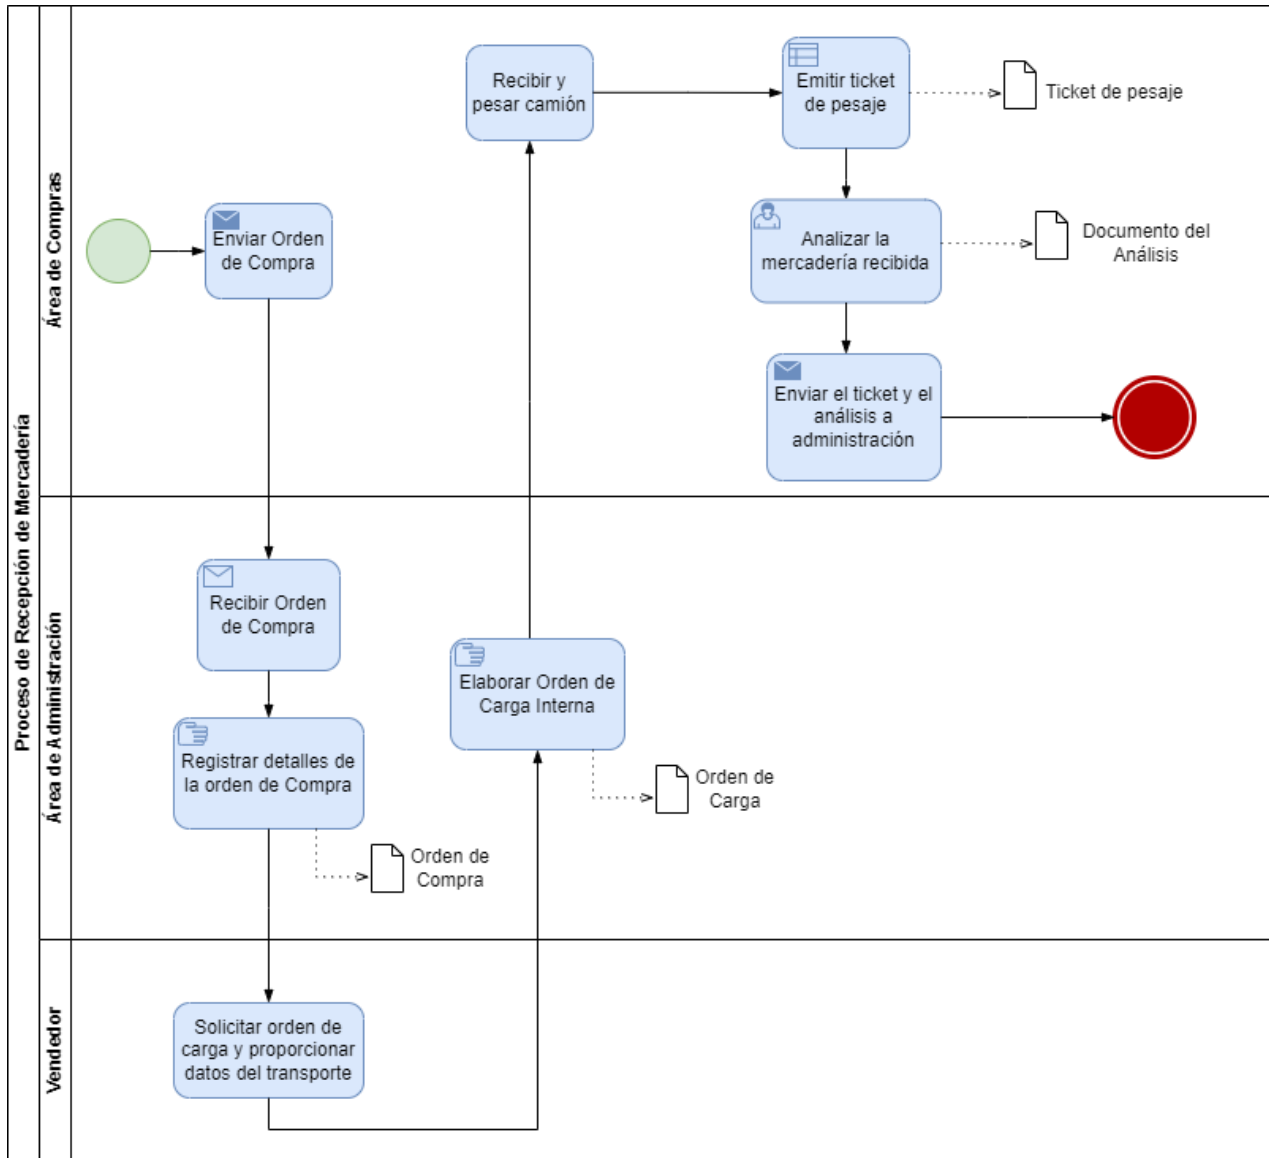 Proceso de Recepción de Mercadería
Área de Compras
Enviar Orden
de Compra
Recibir y
pesar camión
Emitir ticket
de pesaje
Ticket de pesaje
Analizar la
mercadería recibida
Documento del
Análisis
Enviar el ticket y el
análisis a
administración
Área de Administración
Recibir Orden
de Compra
Registrar detalles de
la orden de Compra
Orden de
Compra
Elaborar Orden de
Carga Interna
Orden de
Carga
Vendedor
Solicitar orden de
carga y proporcionar
datos del transporte